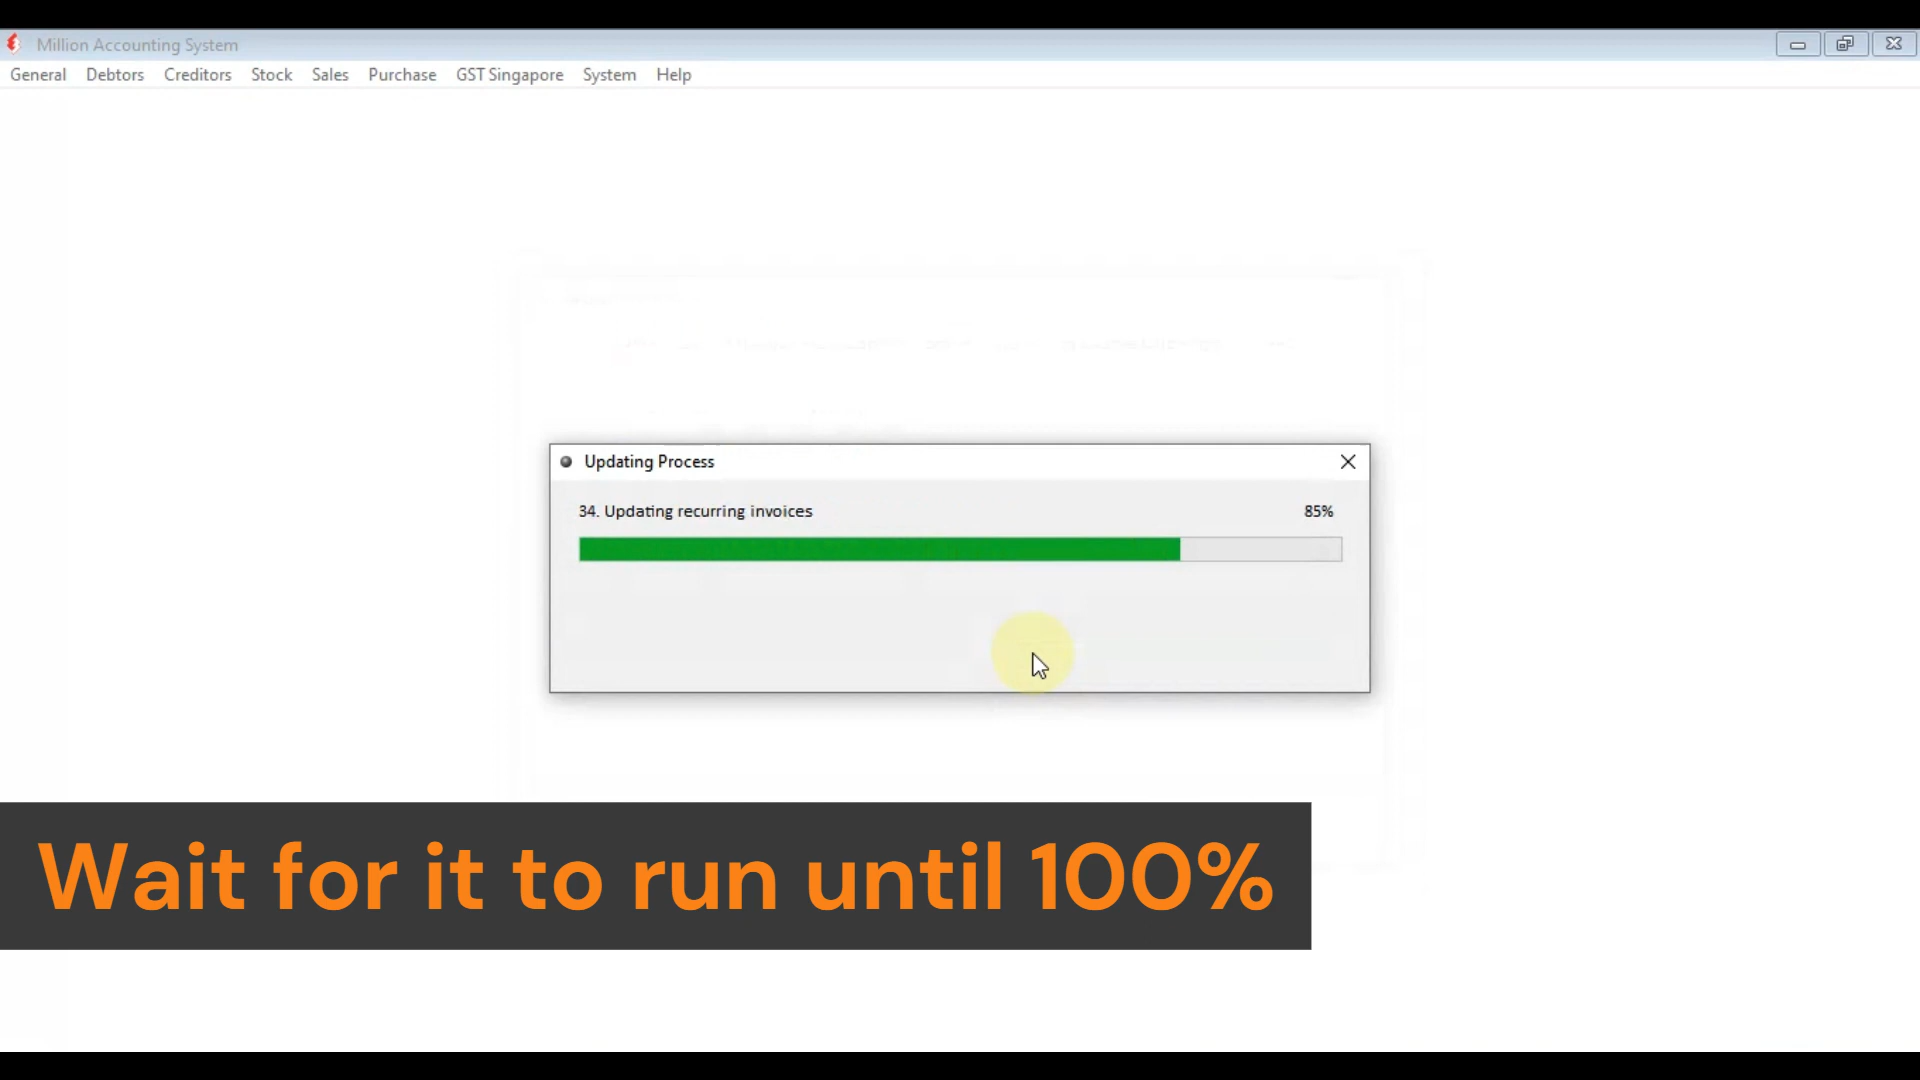 Million Accounting System
General Debtors Creditors Stock Sales Purchase GST Singapore System Help
Updating Process
34. Updating recurring invoices 85%
Wait for it to run until 100%